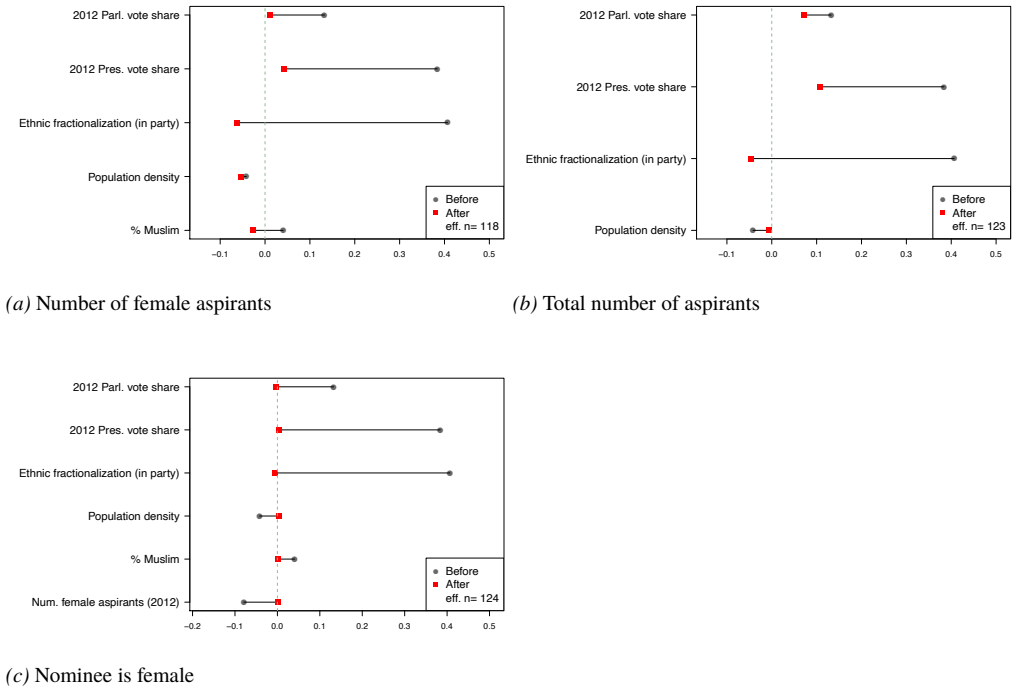 2012 Parl. vote share
2012 Pres. vote share
Ethnic fractionalization (in party)
Population density
% Muslim
Before
After
eff. n= 118
−0.1 0.0 0.1 0.2 0.3 0.4 0.5
(a) Number of female aspirants
2012 Parl. vote share
2012 Pres. vote share
Ethnic fractionalization (in party)
Population density
Before
After
eff. n= 123
−0.1 0.0 0.1 0.2 0.3 0.4 0.5
(b) Total number of aspirants
2012 Parl. vote share
2012 Pres. vote share
Ethnic fractionalization (in party)
Population density
% Muslim
Num. female aspirants (2012)
Before
After
eff. n= 124
−0.2 −0.1 0.0 0.1 0.2 0.3 0.4 0.5
(c) Nominee is female